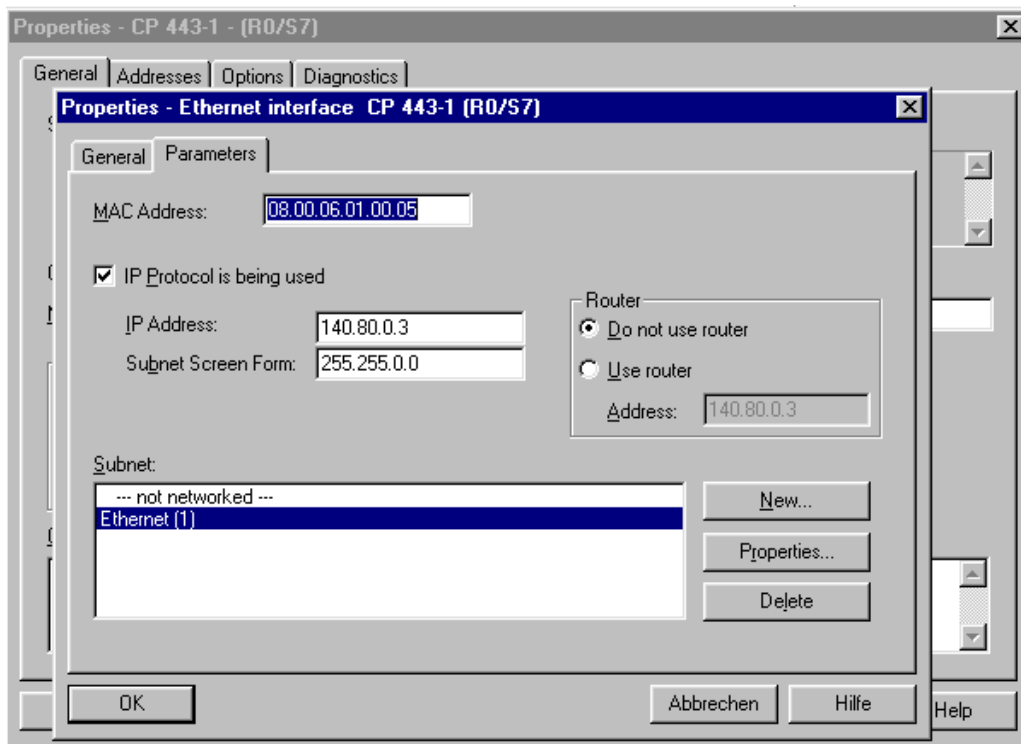 Properties - CP 443-1 - (R0/S7)
General Addresses Options Diagnostics
Properties - Ethernet interface CP 443-1 (R0/S7)
General Parameters
MAC Address: 08.00.06.01.00.05
IP Protocol is being used
IP Address: 140.80.0.3
Subnet Screen Form: 255.255.0.0
Router
Do not use router
Use router
Address: 140.80.0.3
Subnet:
--- not networked ---
Ethernet (1)
New...
Properties...
Delete
OK Abbrechen Hilfe
Help